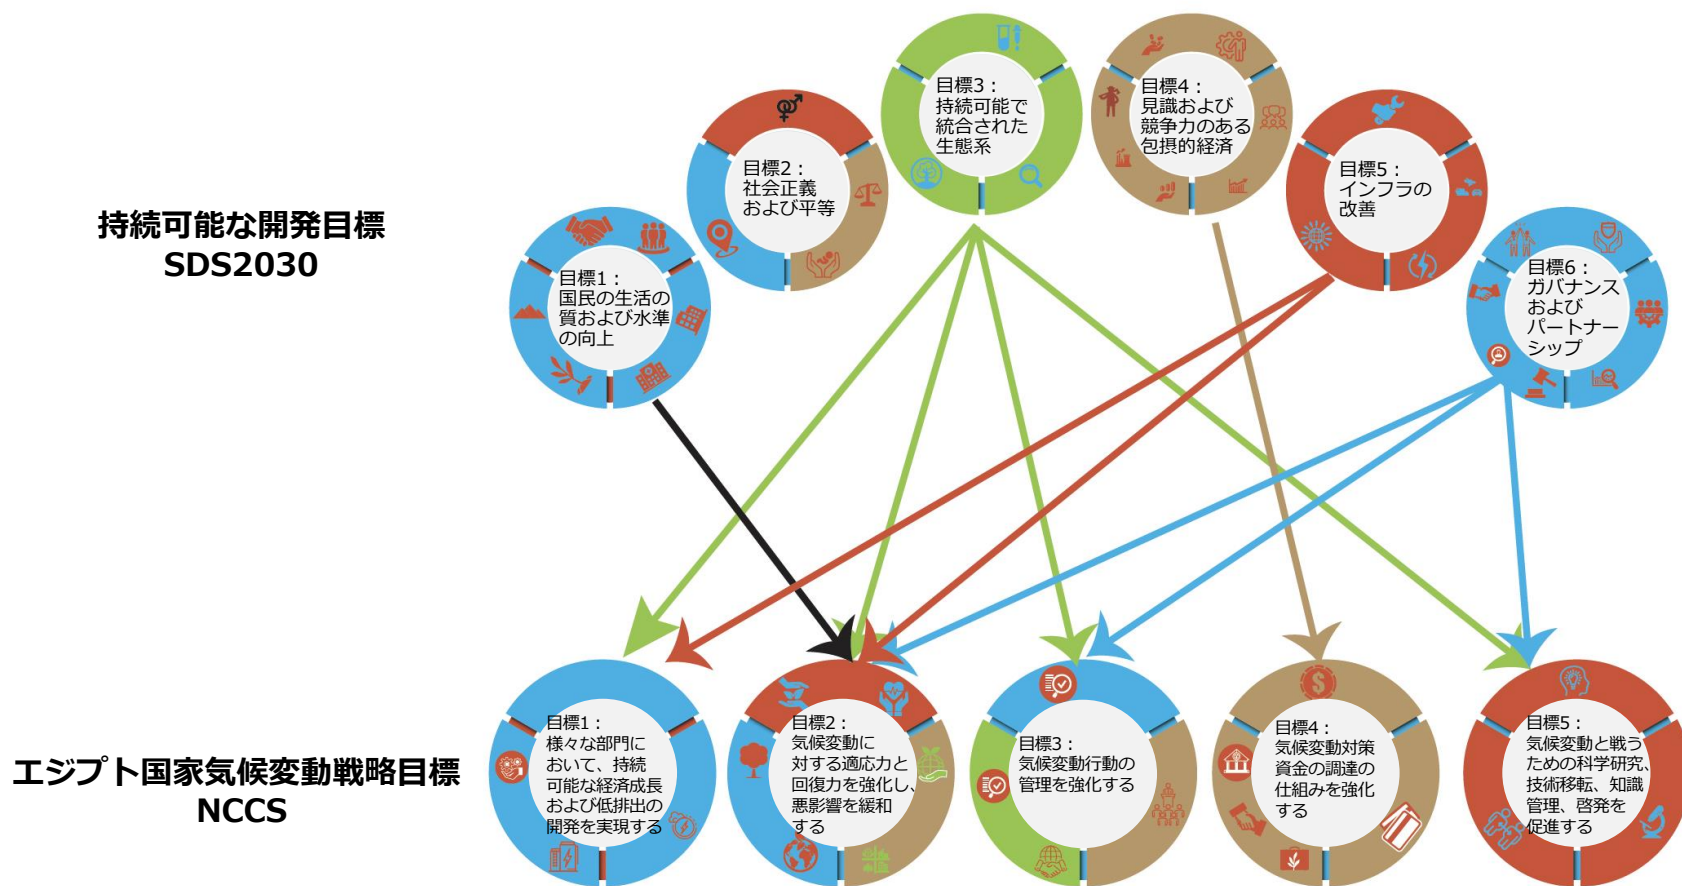 持続可能な開発目標
SDS2030
目標1：
国民の生活の
質および水準
の向上
目標2：
社会正義
および平等
目標3：
持続可能で
統合された
生態系
目標4：
見識および
競争力のある
包摂的経済
目標5：
インフラの
改善
目標6：
ガバナンス
および
パートナー
シップ
エジプト国家気候変動戦略目標
NCCS
目標1：
様々な部門に
おいて、持続
可能な経済成長
および低排出の
開発を実現する
目標2：
気候変動に
対する適応力と
回復力を強化し、
悪影響を緩和
する
目標3：
気候変動行動の
管理を強化する
目標4：
気候変動対策
資金の調達の
仕組みを強化
する
目標5：
気候変動と戦う
ための科学研究、
技術移転、知識
管理、啓発を
促進する